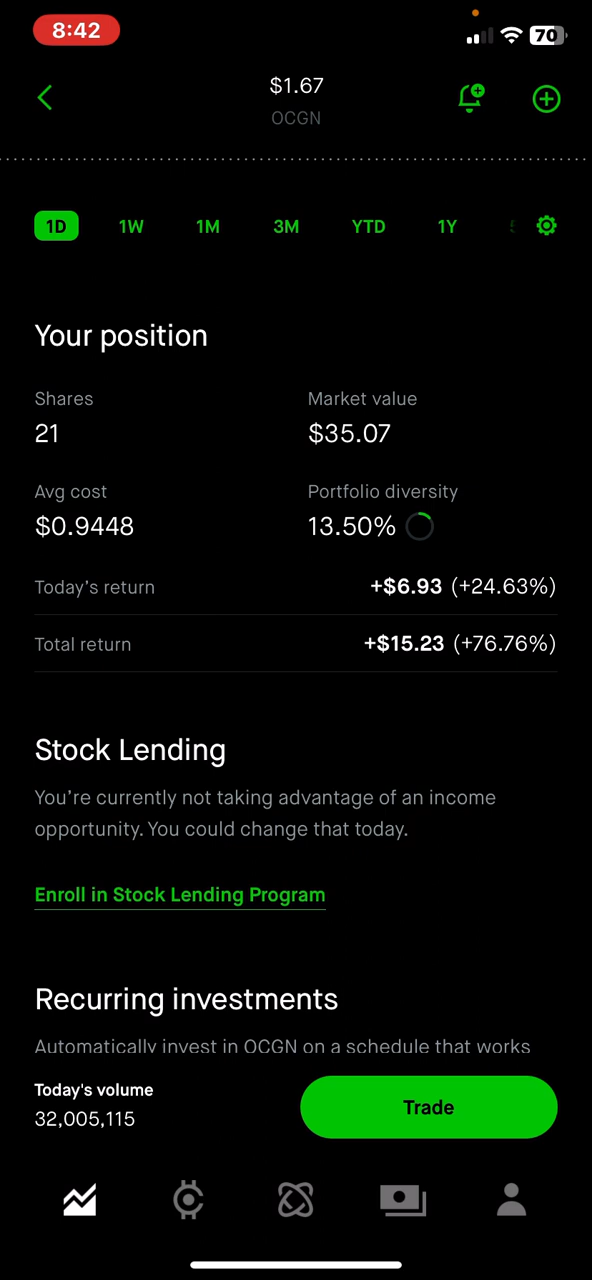 8:42
70
$1.67
OCGN
1D 1W 1M 3M YTD 1Y
Your position
Shares Market value
21 $35.07
Avg cost Portfolio diversity
$0.9448 13.50%
Today's return +$6.93 (+24.63%)
Total return +$15.23 (+76.76%)
Stock Lending
You're currently not taking advantage of an income
opportunity. You could change that today.
Enroll in Stock Lending Program
Recurring investments
Automatically invest in OCGN on a schedule that works
Today's volume
32,005,115
Trade